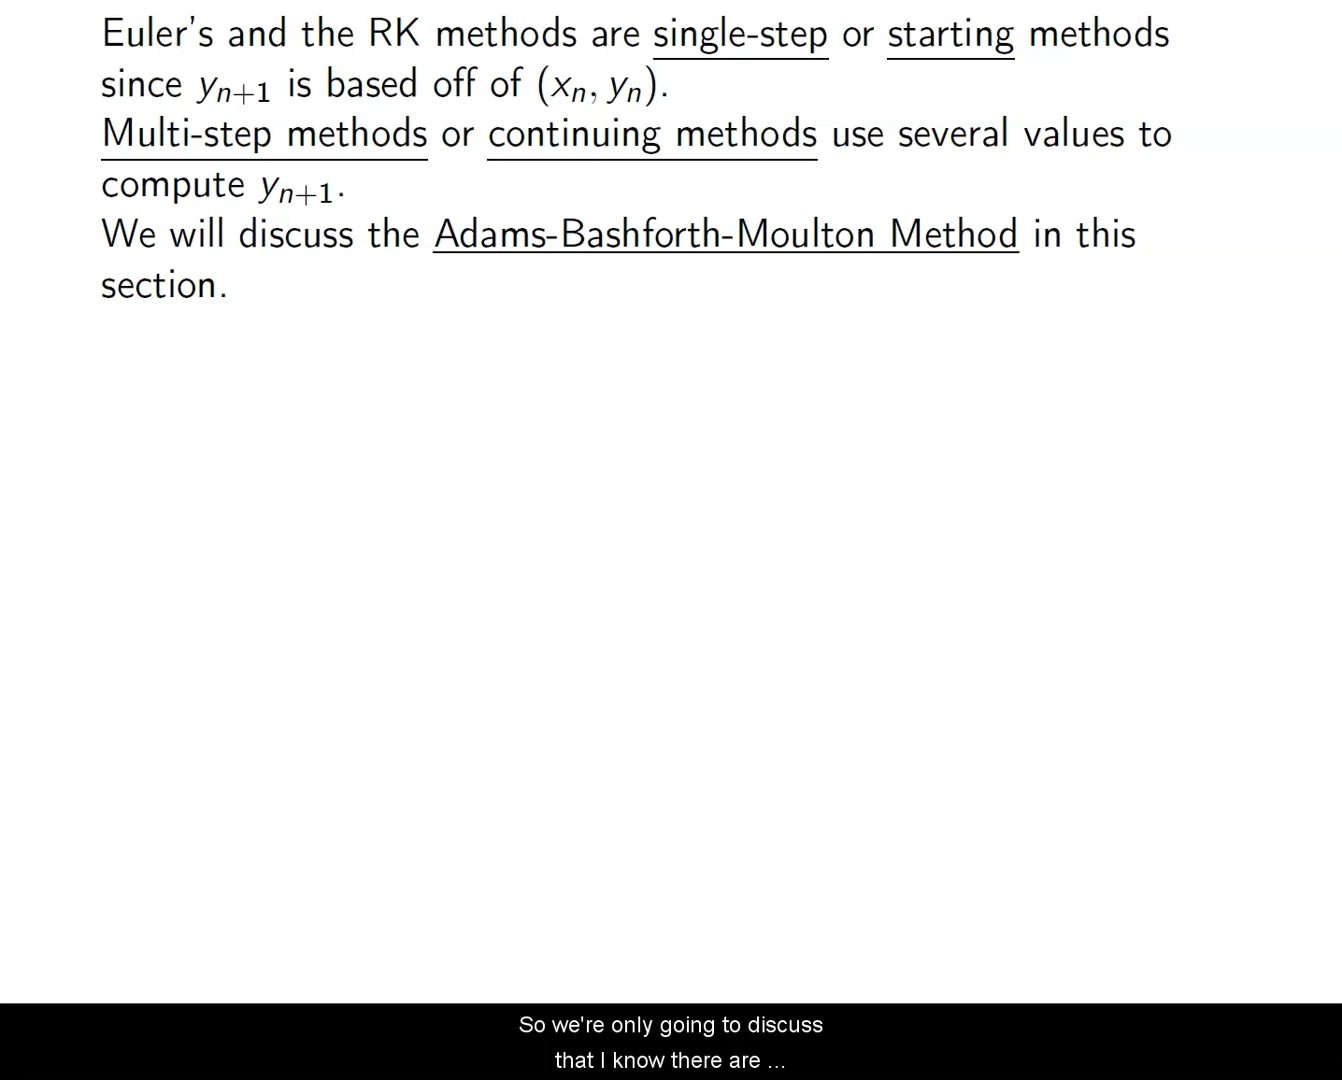 Euler's and the RK methods are single-step or starting methods
since yₙ₊₁ is based off of (xₙ, yₙ).
Multi-step methods or continuing methods use several values to
compute yₙ₊₁.
We will discuss the Adams-Bashforth-Moulton Method in this
section.
So we're only going to discuss
that I know there are ...